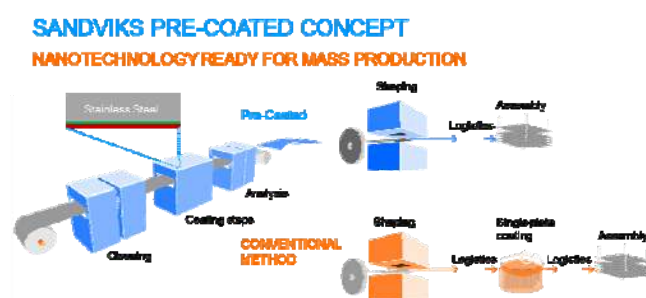 SANDVIKS PRE-COATED CONCEPT
NANOTECHNOLOGY READY FOR MASS PRODUCTION
Stainless Steel
Pre-Coated
Shaping
Logistics
Assembly
Analysis
Coating steps
Cleaning
CONVENTIONAL
METHOD
Shaping
Logistics
Single-plate
coating
Logistics
Assembly